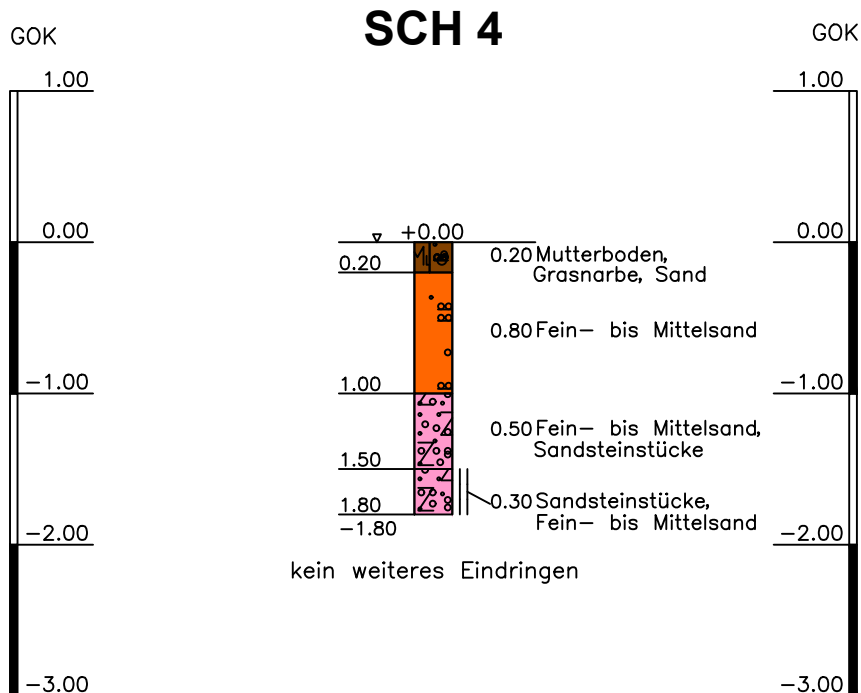 SCH 4
GOK
GOK
1.00
1.00
0.00
+0.00
0.00
0.20 Mutterboden,
0.20
Grasnarbe, Sand
0.80 Fein- bis Mittelsand
-1.00
1.00
-1.00
0.50 Fein- bis Mittelsand,
Sandsteinstücke
1.50
0.30 Sandsteinstücke,
1.80
Fein- bis Mittelsand
-1.80
-2.00
-2.00
kein weiteres Eindringen
-3.00
-3.00